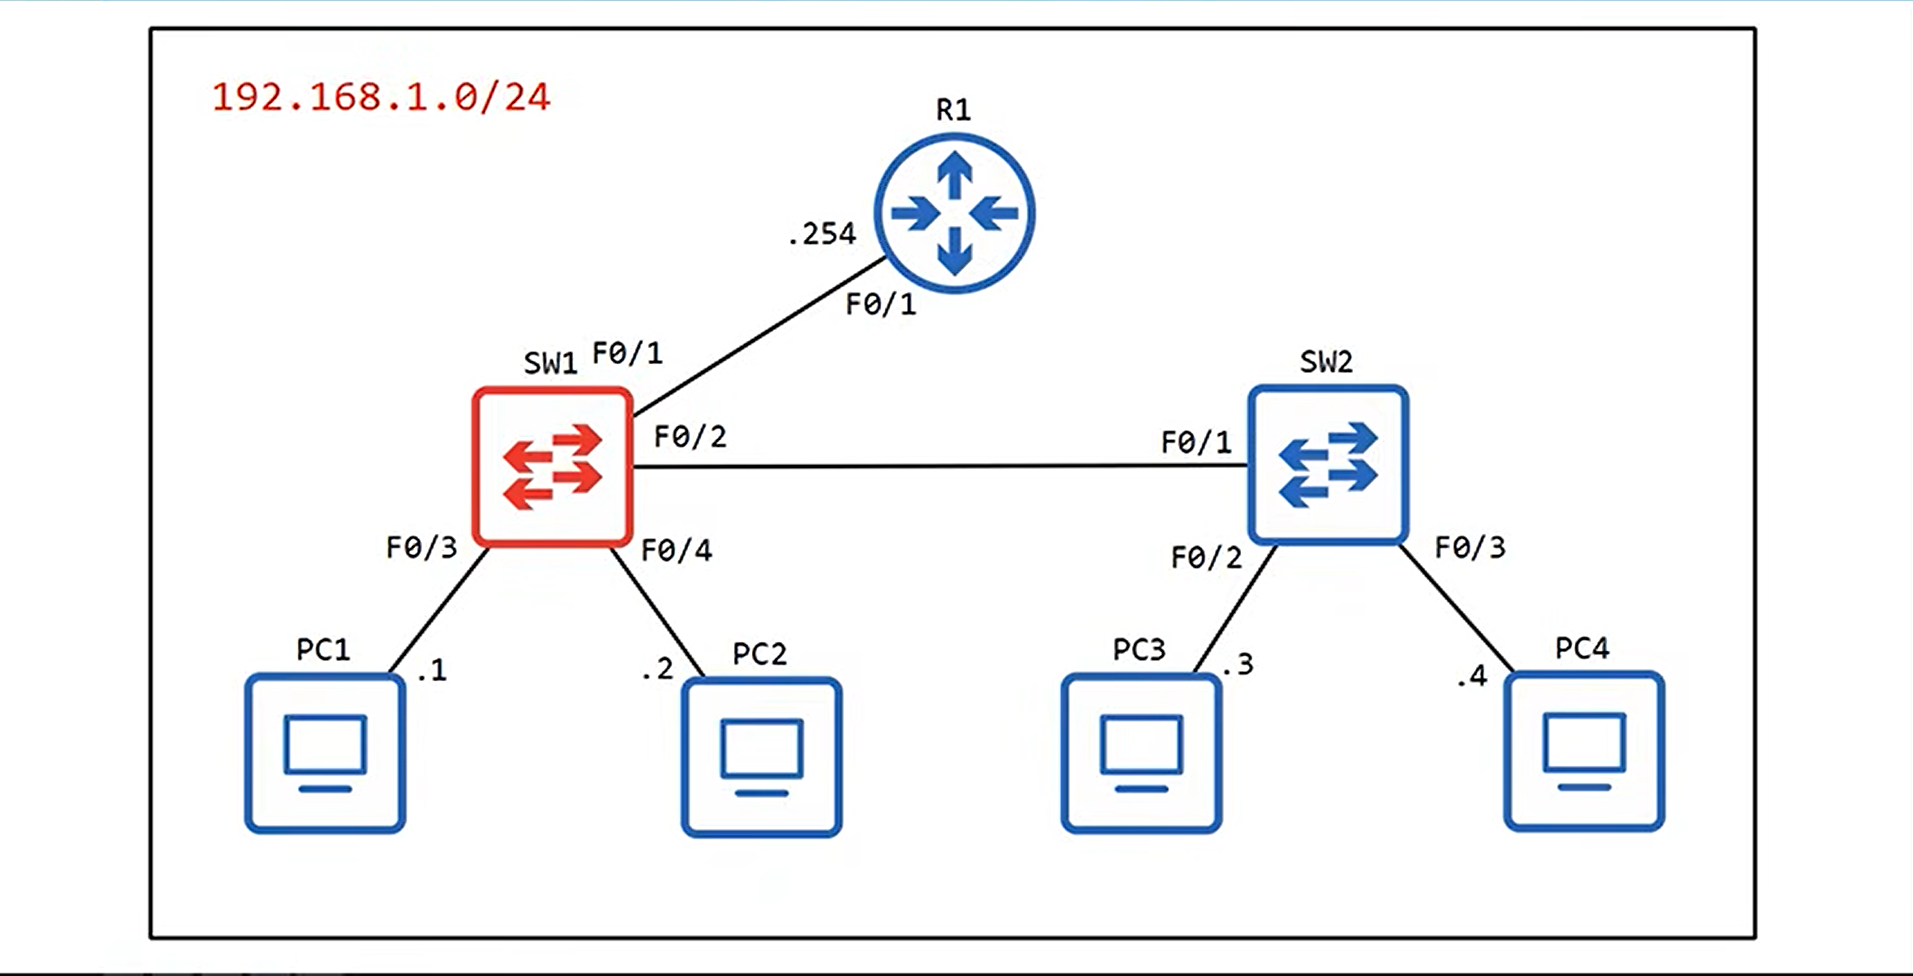 192.168.1.0/24
R1
.254
F0/1
SW1
F0/1
SW2
F0/2
F0/1
F0/3
F0/4
F0/2
F0/3
PC1
.1
.2
PC2
PC3
.3
.4
PC4